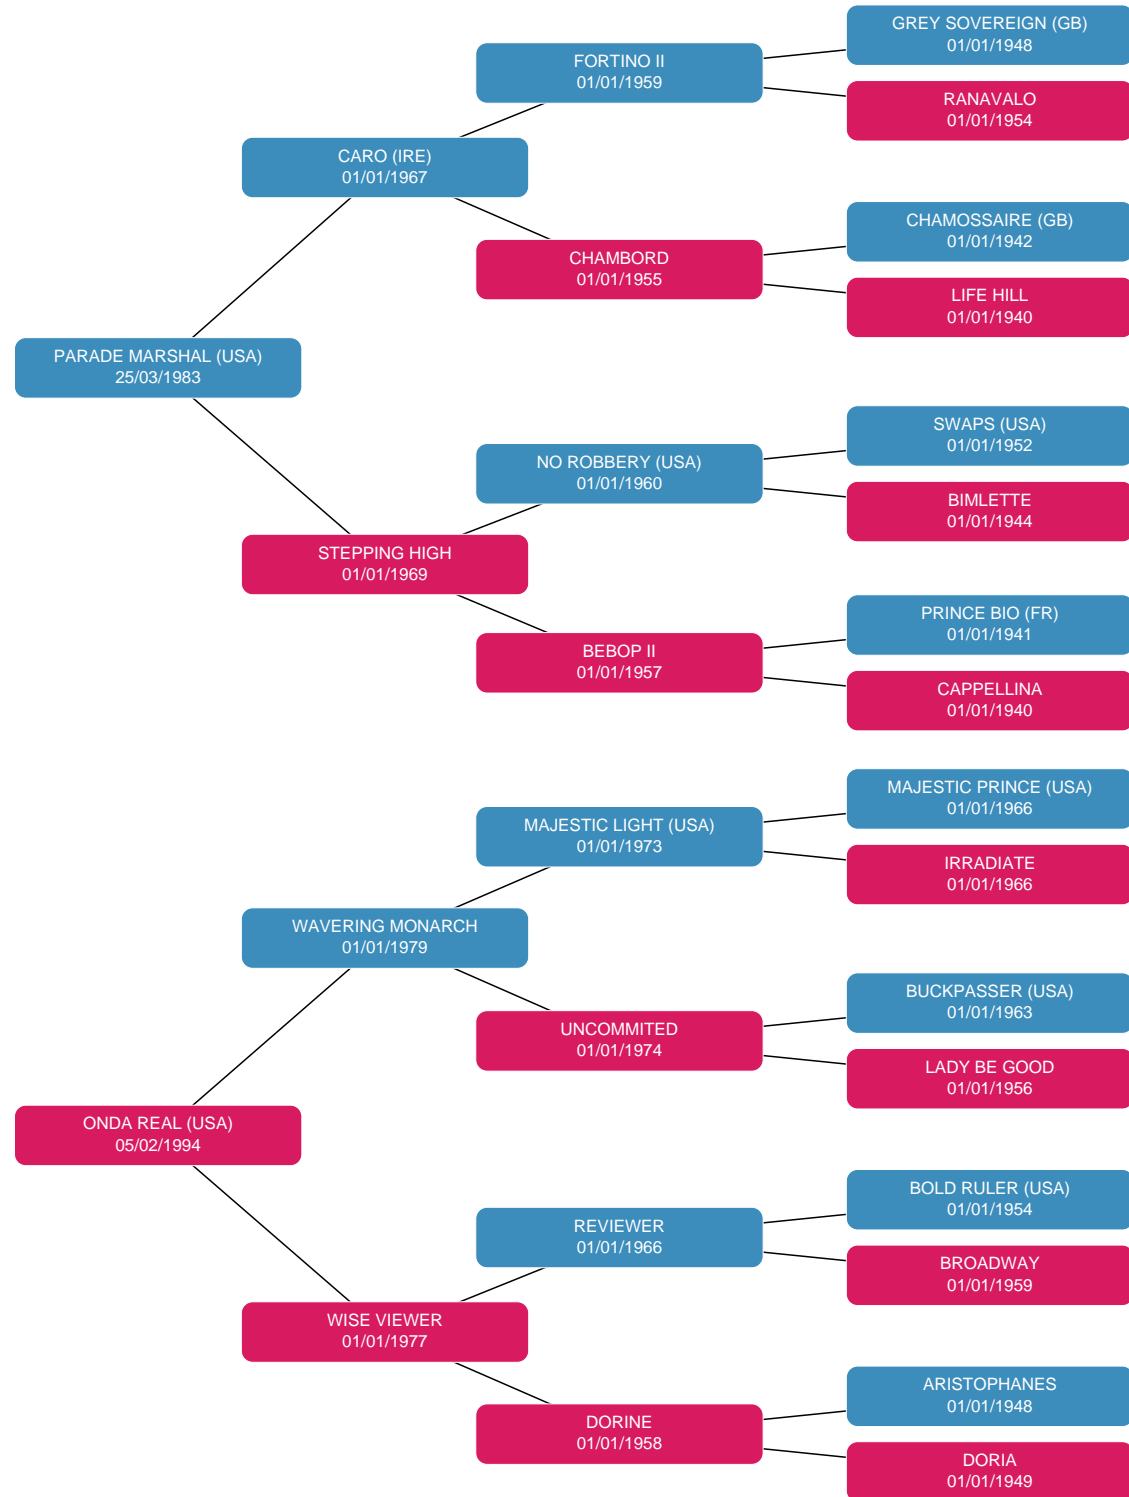 GREY SOVEREIGN (GB)
01/01/1948
FORTINO II
01/01/1959
RANAVALO
01/01/1954
CARO (IRE)
01/01/1967
CHAMOSSAIRE (GB)
01/01/1942
CHAMBORD
01/01/1955
LIFE HILL
01/01/1940
PARADE MARSHAL (USA)
25/03/1983
SWAPS (USA)
01/01/1952
NO ROBBERY (USA)
01/01/1960
BIMLETTE
01/01/1944
STEPPING HIGH
01/01/1969
PRINCE BIO (FR)
01/01/1941
BEBOP II
01/01/1957
CAPPELLINA
01/01/1940
MAJESTIC PRINCE (USA)
01/01/1966
MAJESTIC LIGHT (USA)
01/01/1973
IRRADIATE
01/01/1966
WAVERING MONARCH
01/01/1979
BUCKPASSER (USA)
01/01/1963
UNCOMMITED
01/01/1974
LADY BE GOOD
01/01/1956
ONDA REAL (USA)
05/02/1994
BOLD RULER (USA)
01/01/1954
REVIEWER
01/01/1966
BROADWAY
01/01/1959
WISE VIEWER
01/01/1977
ARISTOPHANES
01/01/1948
DORINE
01/01/1958
DORIA
01/01/1949